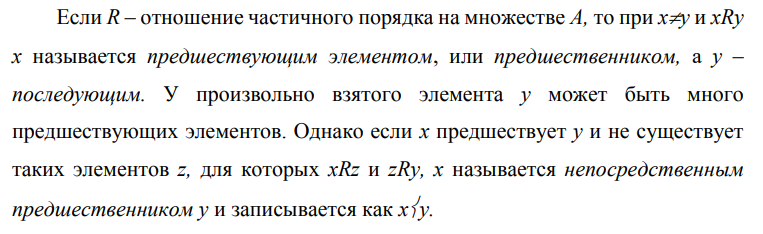 Если R – отношение частичного порядка на множестве A, то при x≠y и xRy
x называется предшествующим элементом, или предшественником, а y –
последующим. У произвольно взятого элемента y может быть много
предшествующих элементов. Однако если x предшествует y и не существует
таких элементов z, для которых xRz и zRy, x называется непосредственным
предшественником y и записывается как x⎨y.